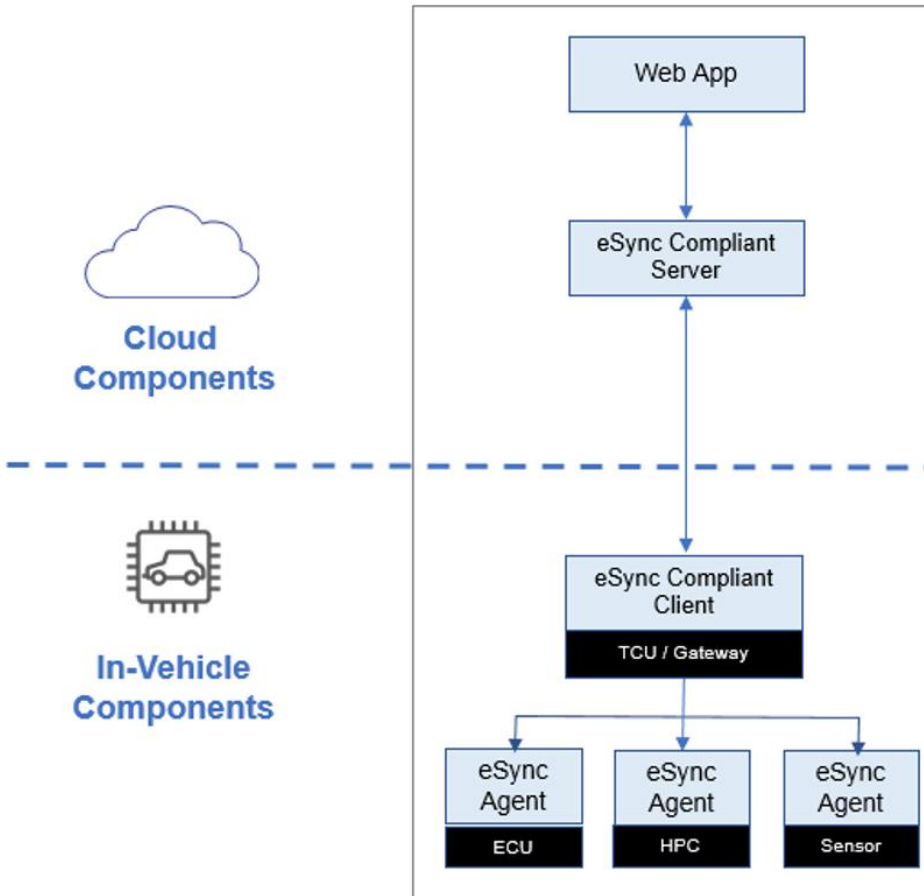 Web App
eSync Compliant
Server
Cloud
Components
eSync Compliant
Client
TCU / Gateway
In-Vehicle
Components
eSync
Agent
ECU
eSync
Agent
HPC
eSync
Agent
Sensor